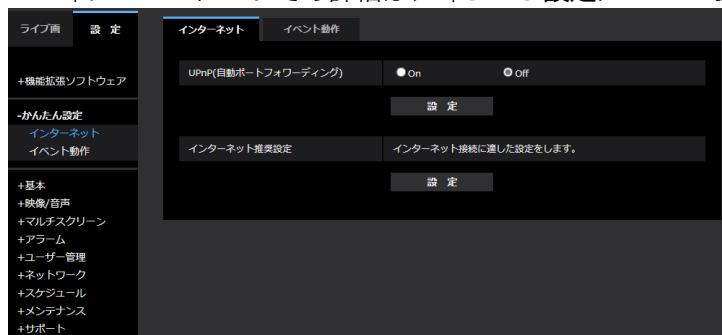 ライブ画 設 定 インターネット イベント動作
+機能拡張ソフトウェア
UPnP(自動ポートフォワーディング) On Off
設 定
-かんたん設定
インターネット
イベント動作
インターネット推奨設定 インターネット接続に適した設定をします。
設 定
+基本
+映像/音声
+マルチスクリーン
+アラーム
+ユーザー管理
+ネットワーク
+スケジュール
+メンテナンス
+サポート